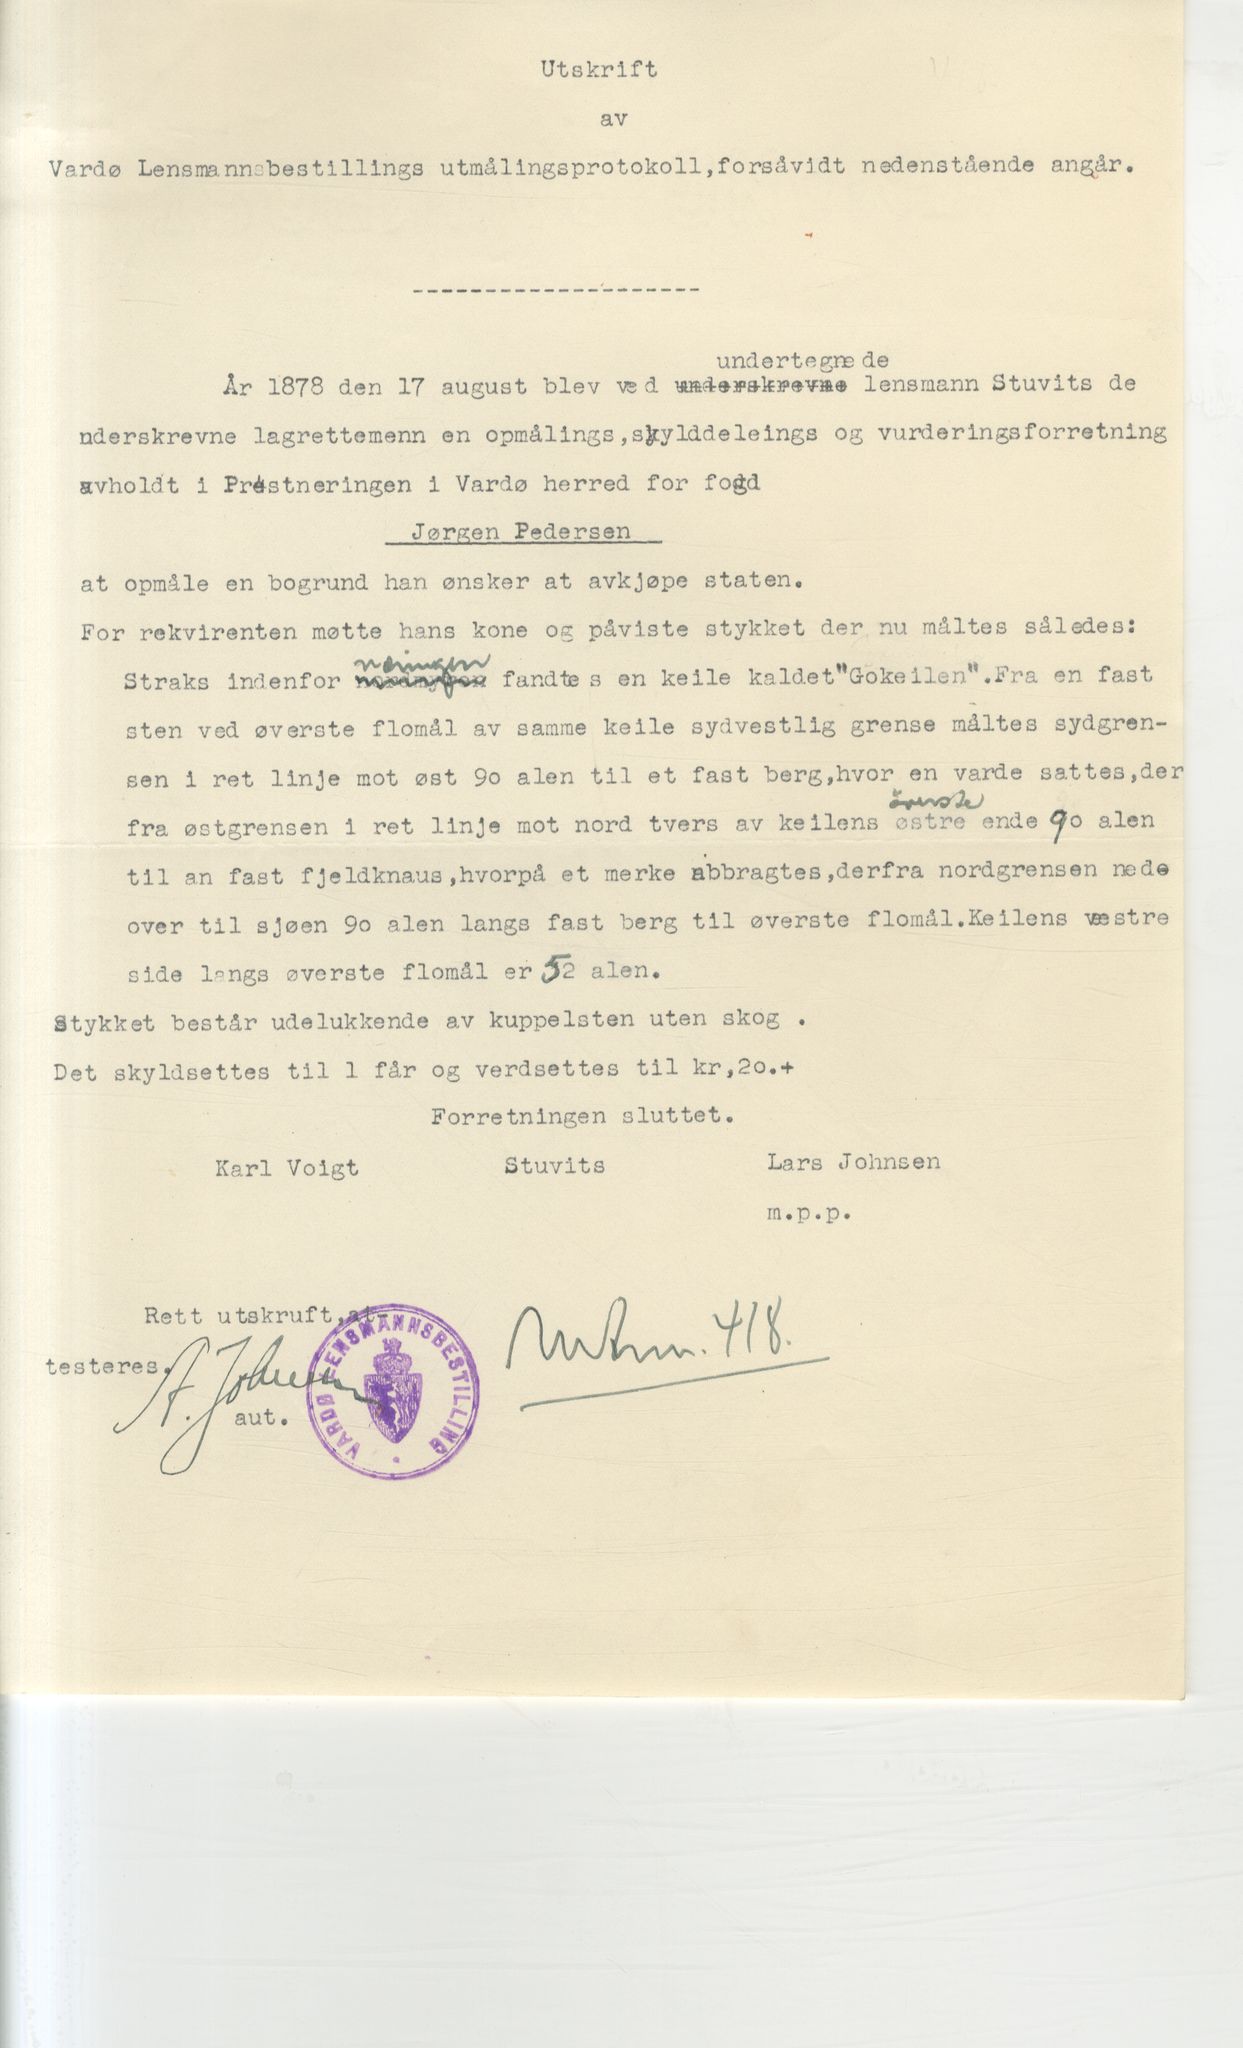 Utskrift
av
Vardø Lensmannsbestillings utmålingsprotokoll,forsåvidt nedenstående angår.
--------------------
undertegnede
År 1878 den 17 august blev ved underskrevne lensmann Stuvits de
nderskrevne lagrettemenn en opmålings,skylddeleings og vurderingsforretning
avholdt i Præstneringen i Vardø herred for fogd
Jørgen Pedersen
at opmåle en bogrund han ønsker at avkjøpe staten.
For rekvirenten møtte hans kone og påviste stykket der nu måltes således:
næringen
Straks indenfor fandtes en keile kaldet"Gokeilen".Fra en fast
sten ved øverste flomål av samme keile sydvestlig grense måltes sydgren-
sen i ret linje mot øst 9o alen til et fast berg,hvor en varde sattes,der
överste
fra østgrensen i ret linje mot nord tvers av keilens østre ende 9o alen
til an fast fjeldknaus,hvorpå et merke abbragtes,derfra nordgrensen nede
over til sjøen 9o alen langs fast berg til øverste flomål.Keilens vestre
side langs øverste flomål er 52 alen.
Stykket består udelukkende av kuppelsten uten skog .
Det skyldsettes til 1 får og verdsettes til kr,2o.+
Forretningen sluttet.
Karl Voigt Stuvits Lars Johnsen
m.p.p.
Rett utskruft,at-
testeres.
A. Johnsen
aut.
VARDØ LENSMANNSBESTILLING
418.